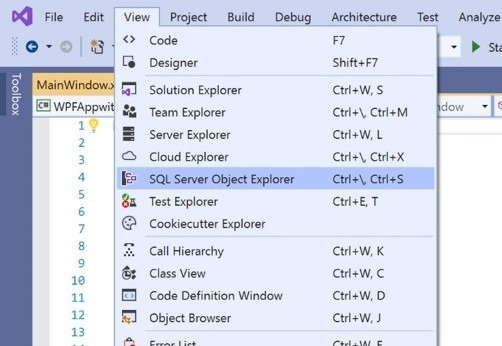 File Edit View Project Build Debug Architecture Test Analyze
Code F7
Designer Shift+F7
Toolbox
MainWindow.x
WPFAppwit
Solution Explorer Ctrl+W, S
Team Explorer Ctrl+\, Ctrl+M
Server Explorer Ctrl+W, L
Cloud Explorer Ctrl+\, Ctrl+X
SQL Server Object Explorer Ctrl+\, Ctrl+S
Test Explorer Ctrl+E, T
Cookiecutter Explorer
Call Hierarchy Ctrl+W, K
Class View Ctrl+W, C
Code Definition Window Ctrl+W, D
Object Browser Ctrl+W, J
Error List
Sta
ndow
1
2
3
4
5
6
7
8
9
10
11
12
13